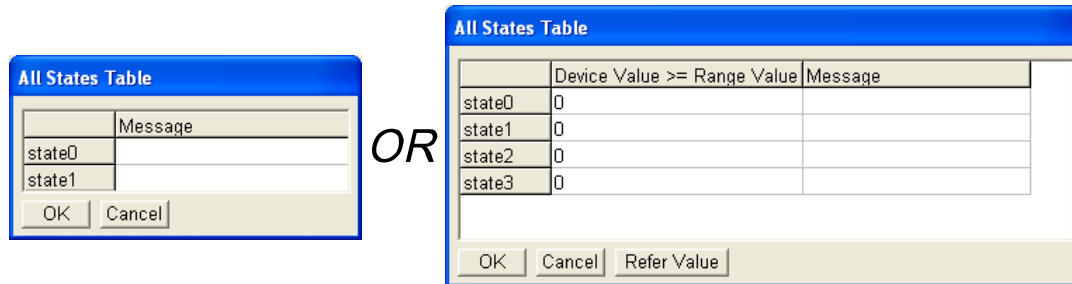 All States Table
Message
state0
state1
OK Cancel
OR
All States Table
Device Value >= Range Value Message
state0 0
state1 0
state2 0
state3 0
OK Cancel Refer Value